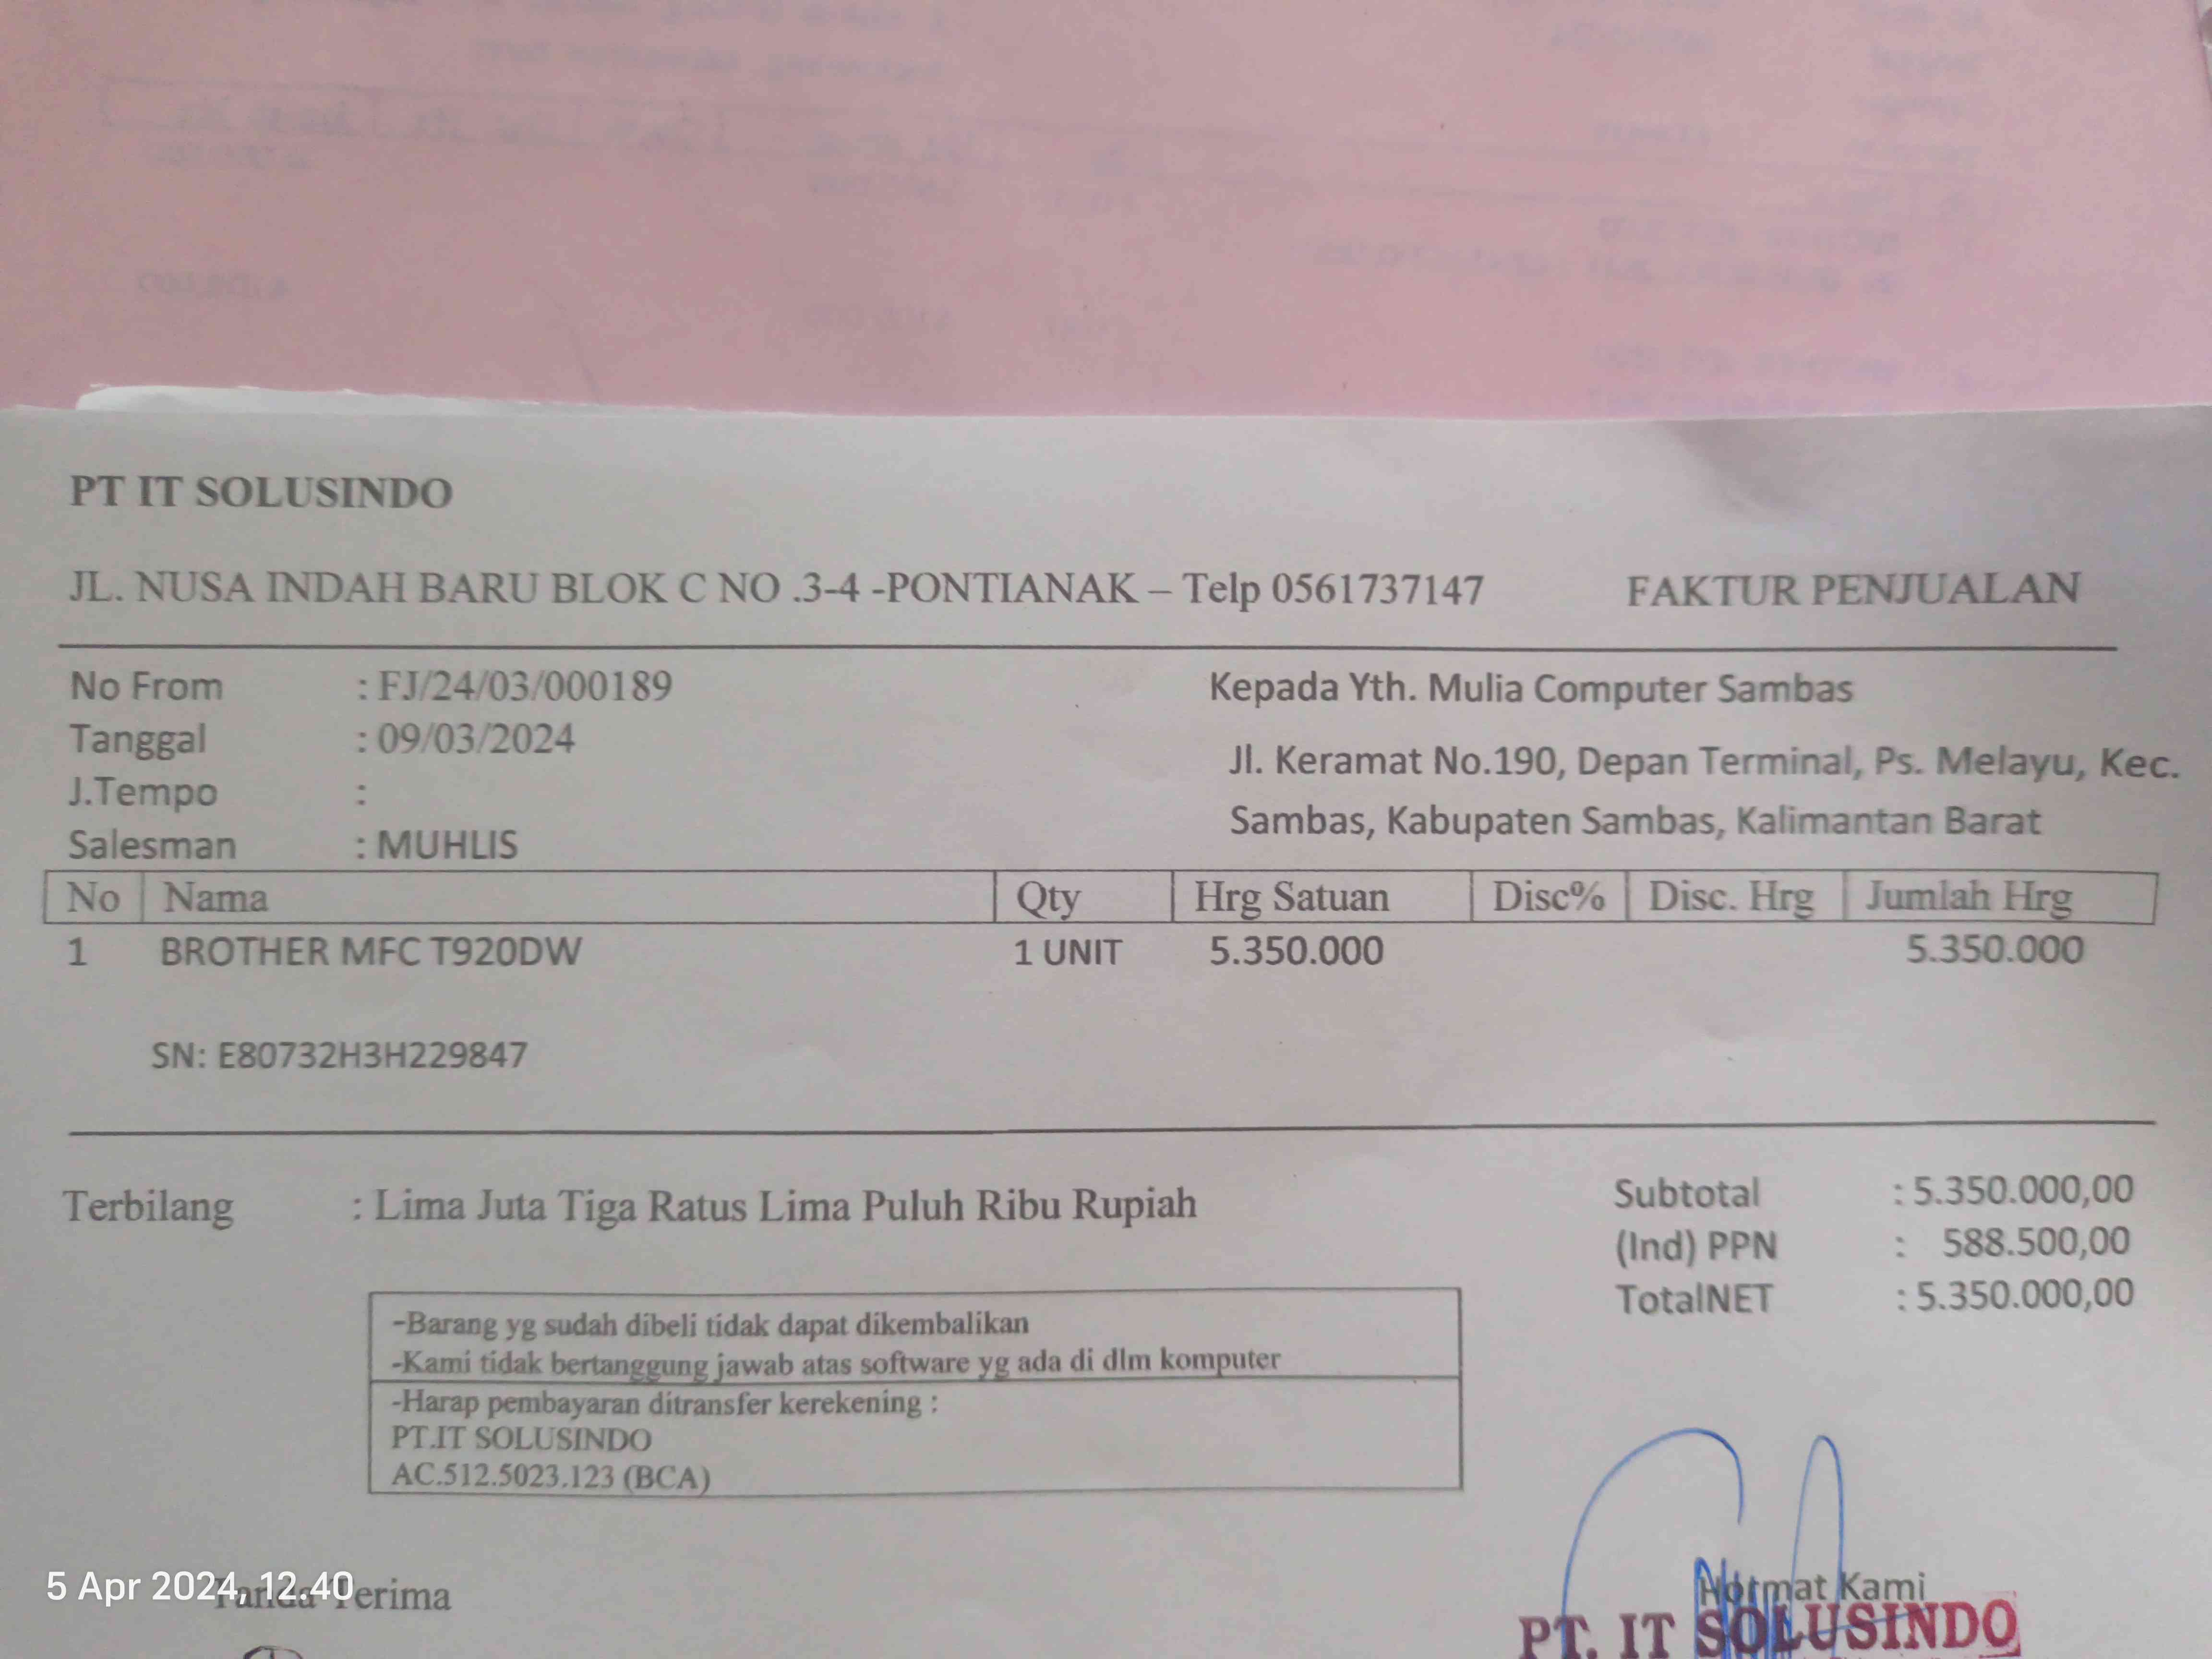 PT IT SOLUSINDO
JL. NUSA INDAH BARU BLOK C NO .3-4 -PONTIANAK – Telp 0561737147 FAKTUR PENJUALAN
No From : FJ/24/03/000189
Tanggal : 09/03/2024
J.Tempo :
Salesman : MUHLIS
Kepada Yth. Mulia Computer Sambas
Jl. Keramat No.190, Depan Terminal, Ps. Melayu, Kec.
Sambas, Kabupaten Sambas, Kalimantan Barat
No Nama Qty Hrg Satuan Disc% Disc. Hrg Jumlah Hrg
1 BROTHER MFC T920DW 1 UNIT 5.350.000 5.350.000
SN: E80732H3H229847
Terbilang : Lima Juta Tiga Ratus Lima Puluh Ribu Rupiah
Subtotal : 5.350.000,00
(Ind) PPN : 588.500,00
TotalNET : 5.350.000,00
-Barang yg sudah dibeli tidak dapat dikembalikan
-Kami tidak bertanggung jawab atas software yg ada di dlm komputer
-Harap pembayaran ditransfer kerekening :
PT.IT SOLUSINDO
AC.512.5023.123 (BCA)
5 Apr 2024, 12.40
Tanda Terima
Hormat Kami
PT. IT SOLUSINDO